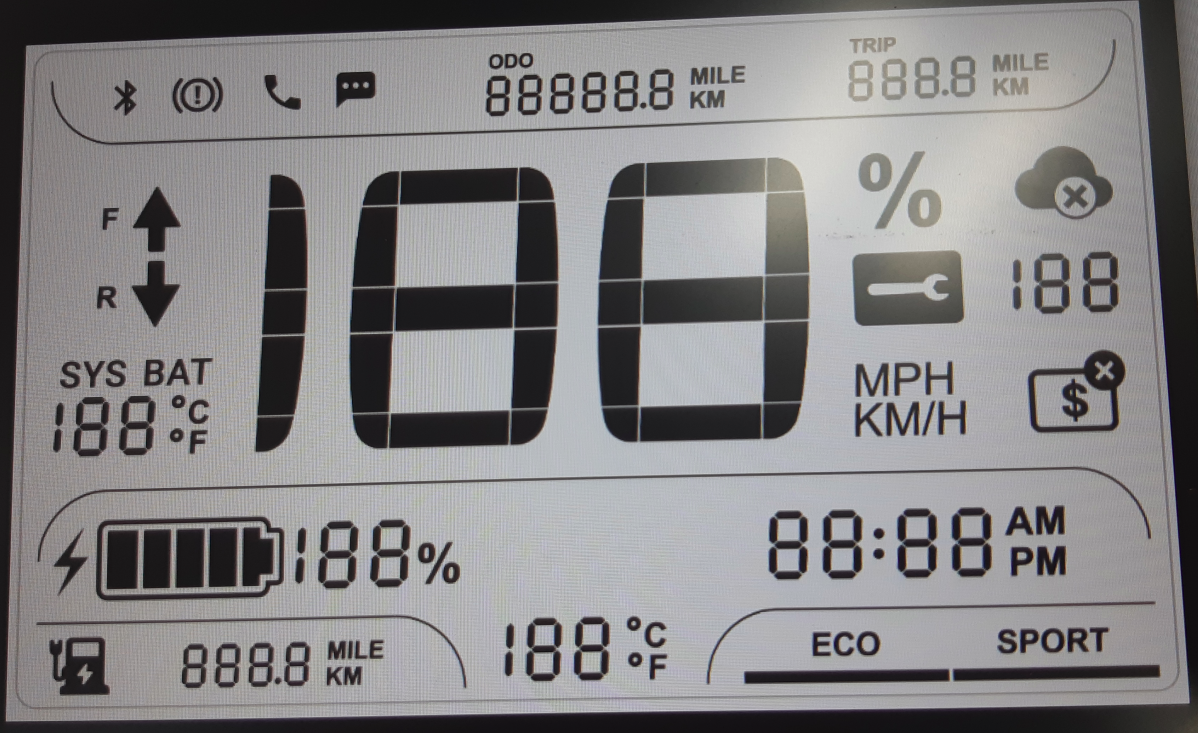 ODO
88888.8 MILE
KM
TRIP
888.8 MILE
KM
F
R
188
%
188
MPH
KM/H
$
SYS BAT
188 °C
°F
188%
88:88 AM
PM
888.8 MILE
KM
188 °C
°F
ECO SPORT